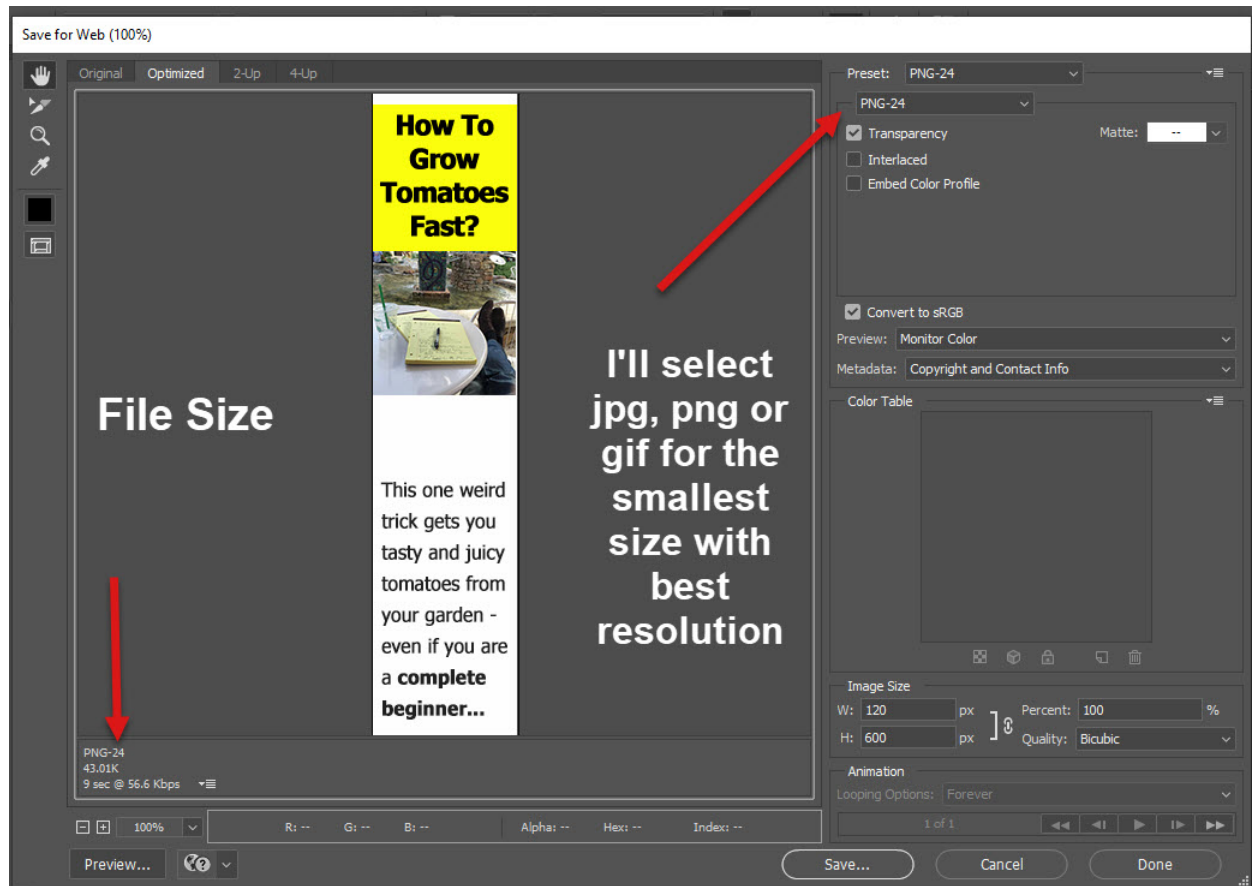 Save for Web (100%)
Original Optimized 2-Up 4-Up
Preset: PNG-24
PNG-24
Transparency Matte: --
Interlaced
Embed Color Profile
Convert to sRGB
Preview: Monitor Color
Metadata: Copyright and Contact Info
Color Table
How To
Grow
Tomatoes
Fast?
This one weird
trick gets you
tasty and juicy
tomatoes from
your garden -
even if you are
a complete
beginner...
File Size
I'll select
jpg, png or
gif for the
smallest
size with
best
resolution
PNG-24
43.01K
9 sec @ 56.6 Kbps
Image Size
W: 120 px Percent: 100 %
H: 600 px Quality: Bicubic
Animation
Looping Options: Forever
1 of 1
100% R: -- G: -- B: -- Alpha: -- Hex: -- Index: --
Preview... Save... Cancel Done